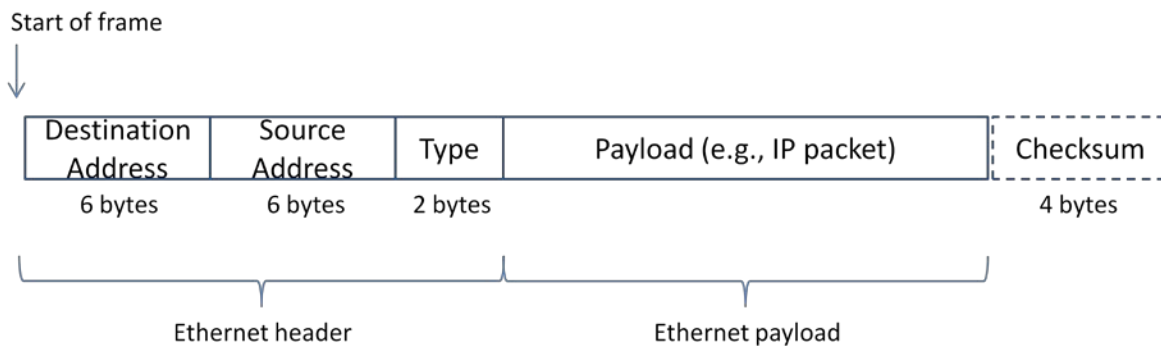 Start of frame
Destination
Address
Source
Address
Type
Payload (e.g., IP packet)
Checksum
6 bytes
6 bytes
2 bytes
4 bytes
Ethernet header
Ethernet payload